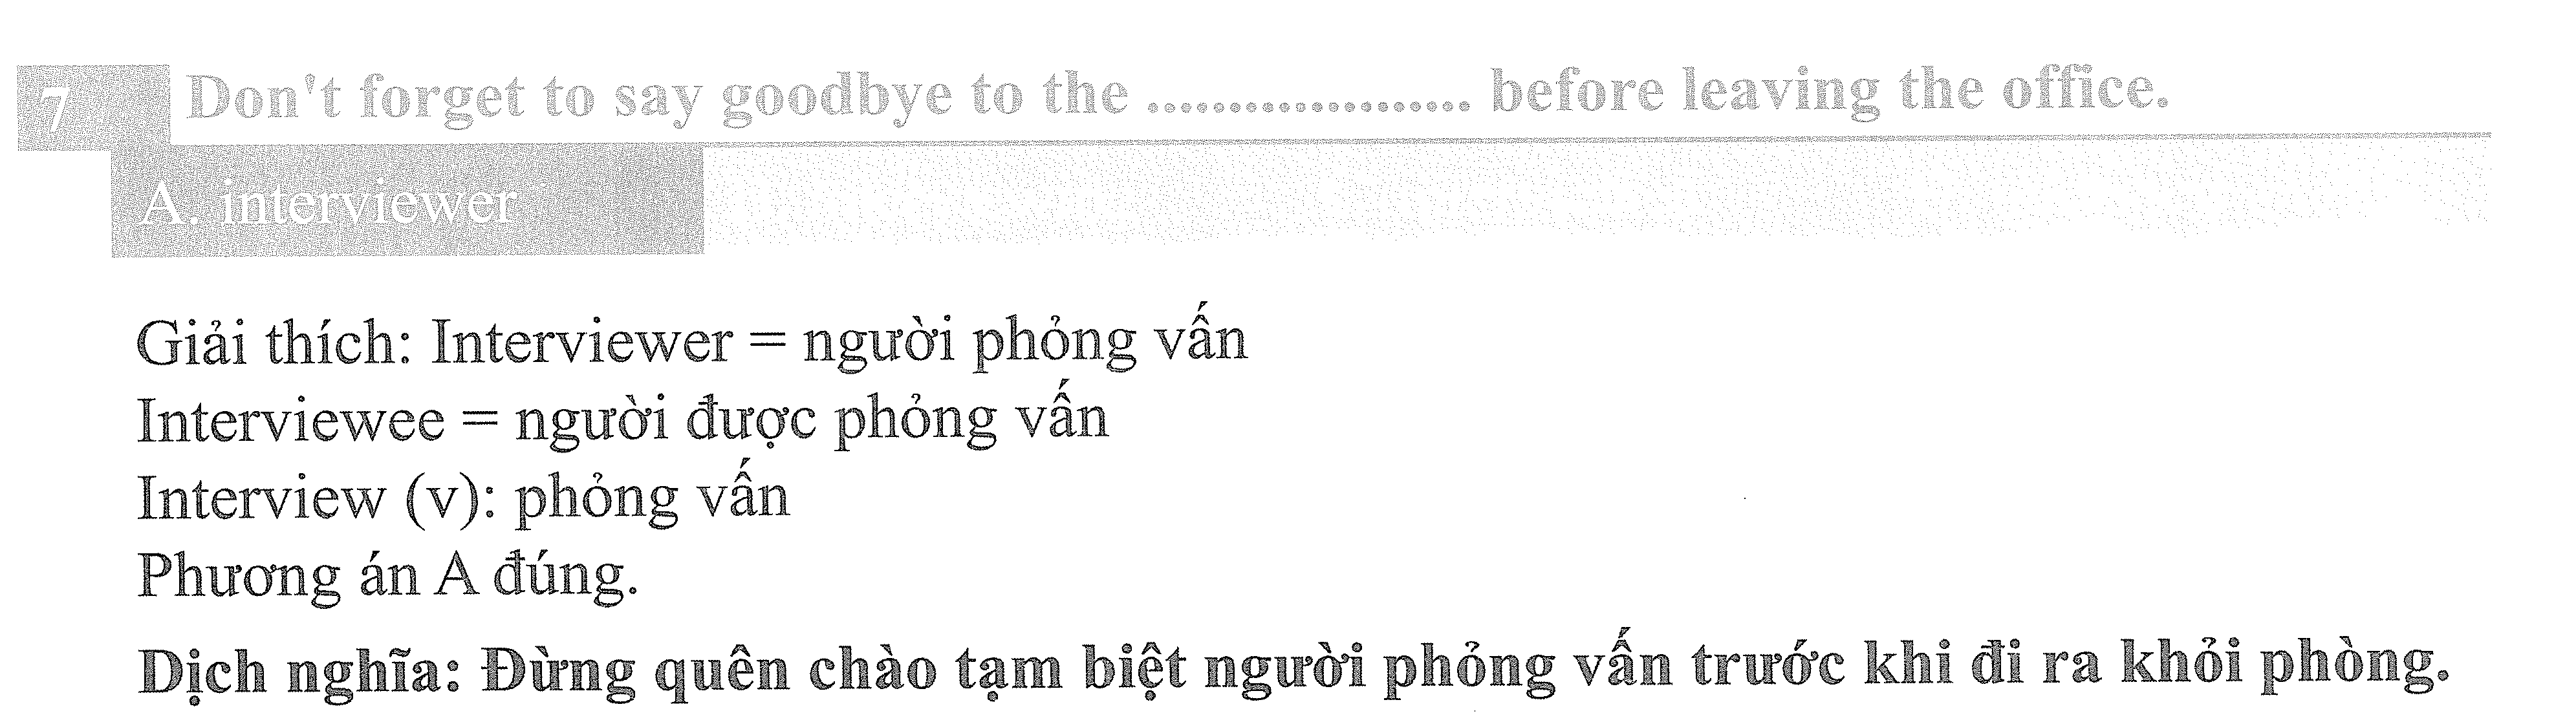 7 Don't forget to say goodbye to the .................... before leaving the office.
A. interviewer
Giải thích: Interviewer = người phỏng vấn
Interviewee = người được phỏng vấn
Interview (v): phỏng vấn
Phương án A đúng.
Dịch nghĩa: Đừng quên chào tạm biệt người phỏng vấn trước khi đi ra khỏi phòng.